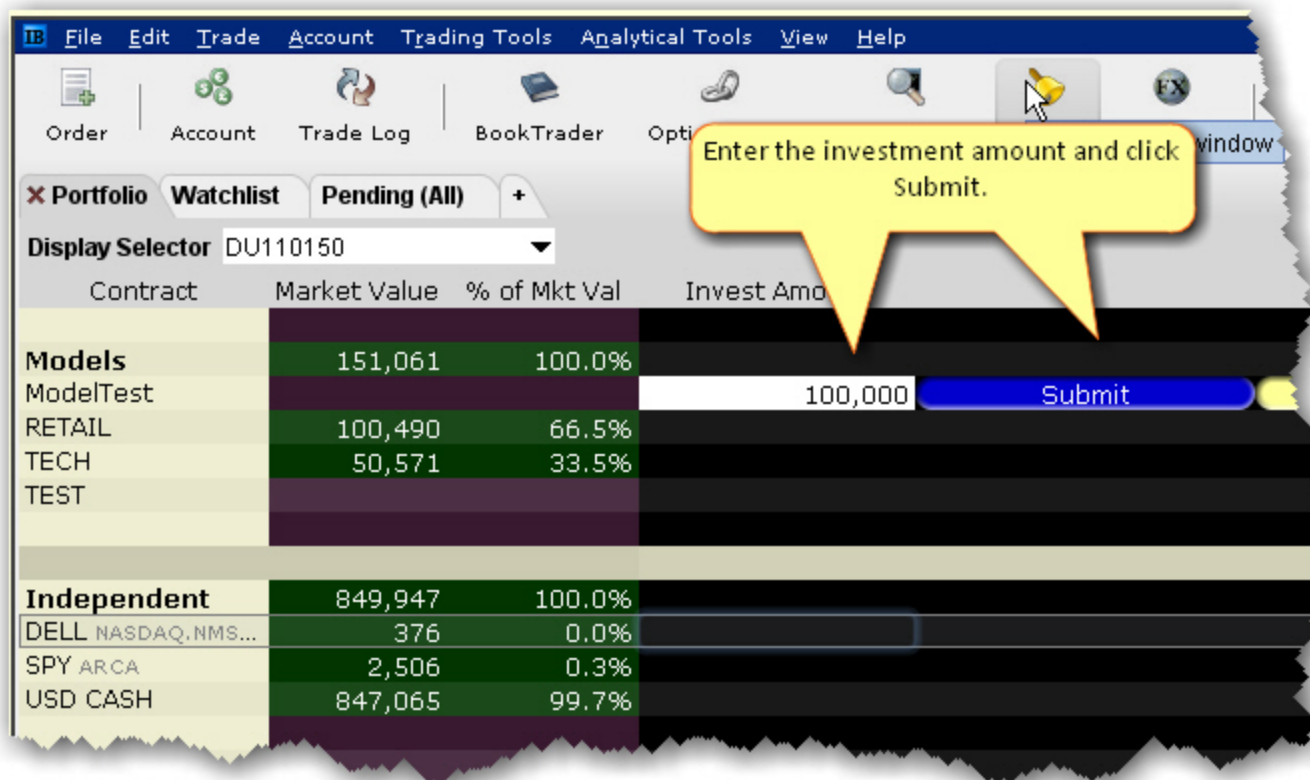 IB File Edit Trade Account Trading Tools Analytical Tools View Help
Order Account Trade Log BookTrader FX
window
Enter the investment amount and click
Submit.
Portfolio Watchlist Pending (All) +
Display Selector DU110150
Contract Market Value % of Mkt Val Invest Amo
Models 151,061 100.0%
ModelTest 100,000 Submit
RETAIL 100,490 66.5%
TECH 50,571 33.5%
TEST
Independent 849,947 100.0%
DELL NASDAQ.NMS... 376 0.0%
SPY ARCA 2,506 0.3%
USD CASH 847,065 99.7%